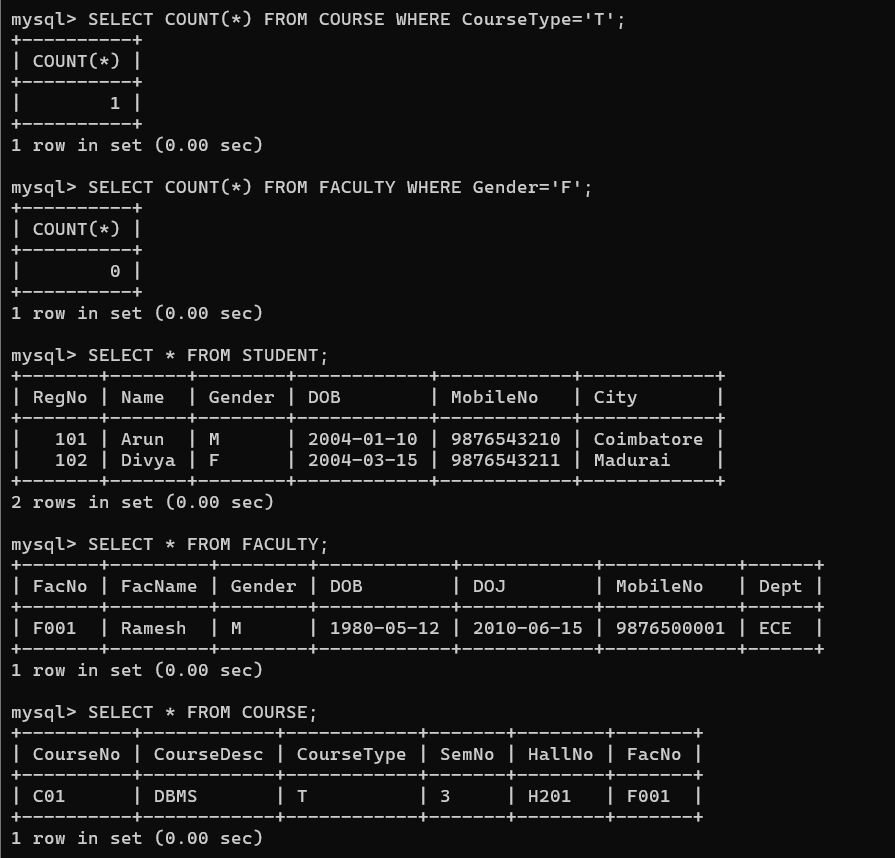 mysql> SELECT COUNT(*) FROM COURSE WHERE CourseType='T';
+----------+
| COUNT(*) |
+----------+
|        1 |
+----------+
1 row in set (0.00 sec)

mysql> SELECT COUNT(*) FROM FACULTY WHERE Gender='F';
+----------+
| COUNT(*) |
+----------+
|        0 |
+----------+
1 row in set (0.00 sec)

mysql> SELECT * FROM STUDENT;
+-------+-------+--------+------------+------------+------------+
| RegNo | Name  | Gender | DOB        | MobileNo   | City       |
+-------+-------+--------+------------+------------+------------+
|   101 | Arun  | M      | 2004-01-10 | 9876543210 | Coimbatore |
|   102 | Divya | F      | 2004-03-15 | 9876543211 | Madurai    |
+-------+-------+--------+------------+------------+------------+
2 rows in set (0.00 sec)

mysql> SELECT * FROM FACULTY;
+-------+---------+--------+------------+------------+------------+------+
| FacNo | FacName | Gender | DOB        | DOJ        | MobileNo   | Dept |
+-------+---------+--------+------------+------------+------------+------+
| F001  | Ramesh  | M      | 1980-05-12 | 2010-06-15 | 9876500001 | ECE  |
+-------+---------+--------+------------+------------+------------+------+
1 row in set (0.00 sec)

mysql> SELECT * FROM COURSE;
+----------+------------+------------+-------+--------+-------+
| CourseNo | CourseDesc | CourseType | SemNo | HallNo | FacNo |
+----------+------------+------------+-------+--------+-------+
| C01      | DBMS       | T          | 3     | H201   | F001  |
+----------+------------+------------+-------+--------+-------+
1 row in set (0.00 sec)